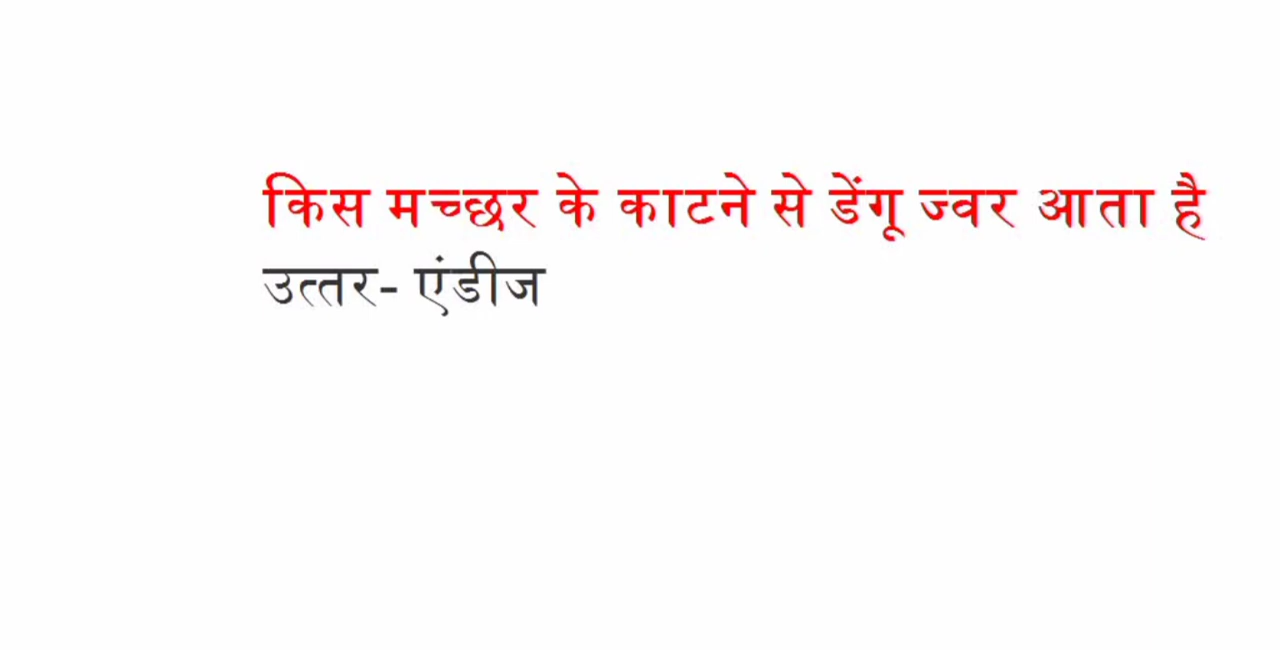 किस मच्छर के काटने से डेंगू ज्वर आता है
उत्तर- एंडीज